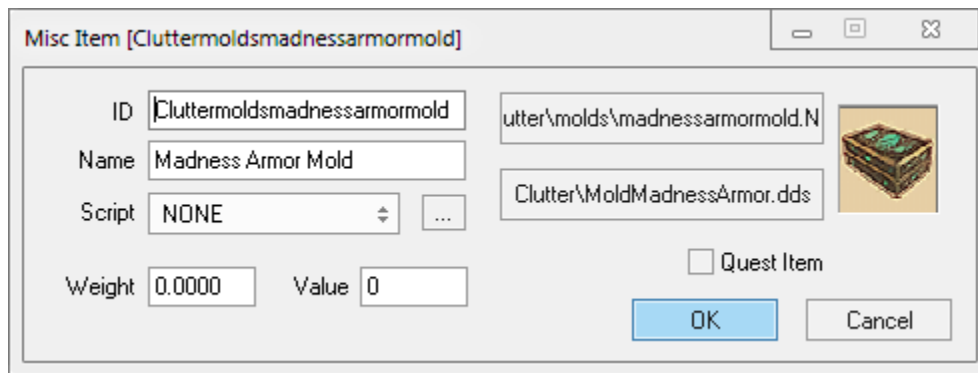 Misc Item [Cluttermoldsmadnessarmormold]
ID Cluttermoldsmadnessarmormold
utter\molds\madnessarmormold.N
Name Madness Armor Mold
Clutter\MoldMadnessArmor.dds
Script NONE ...
Quest Item
Weight 0.0000 Value 0
OK Cancel